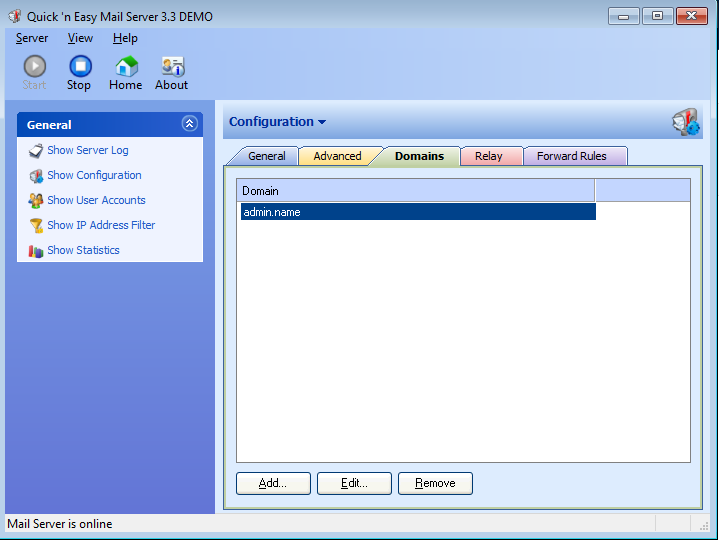 Quick 'n Easy Mail Server 3.3 DEMO
Server View Help
Start Stop Home About
General
Show Server Log
Show Configuration
Show User Accounts
Show IP Address Filter
Show Statistics
Configuration
General Advanced Domains Relay Forward Rules
Domain
admin.name
Add... Edit... Remove
Mail Server is online